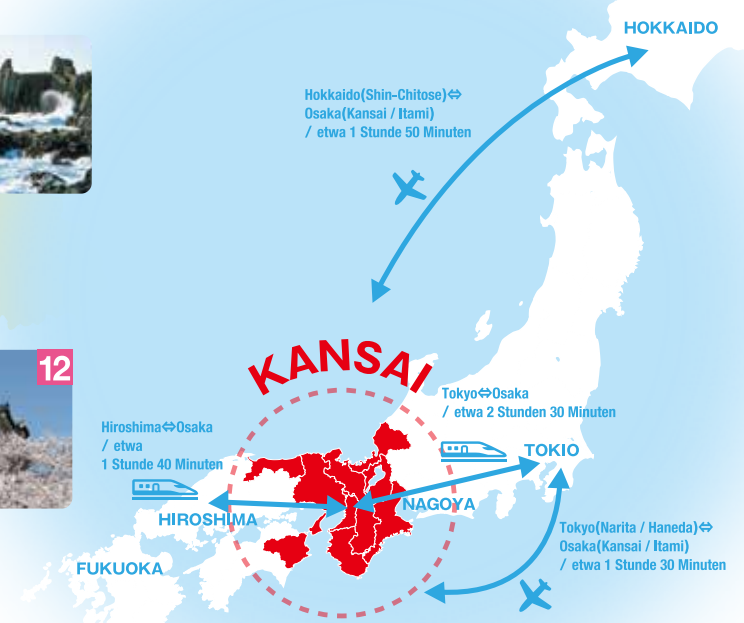 HOKKAIDO
Hokkaido(Shin-Chitose)⇔
Osaka(Kansai / Itami)
/ etwa 1 Stunde 50 Minuten
12
KANSAI
Tokyo⇔Osaka
/ etwa 2 Stunden 30 Minuten
Hiroshima⇔Osaka
/ etwa
1 Stunde 40 Minuten
TOKIO
NAGOYA
HIROSHIMA
Tokyo(Narita / Haneda)⇔
Osaka(Kansai / Itami)
/ etwa 1 Stunde 30 Minuten
FUKUOKA